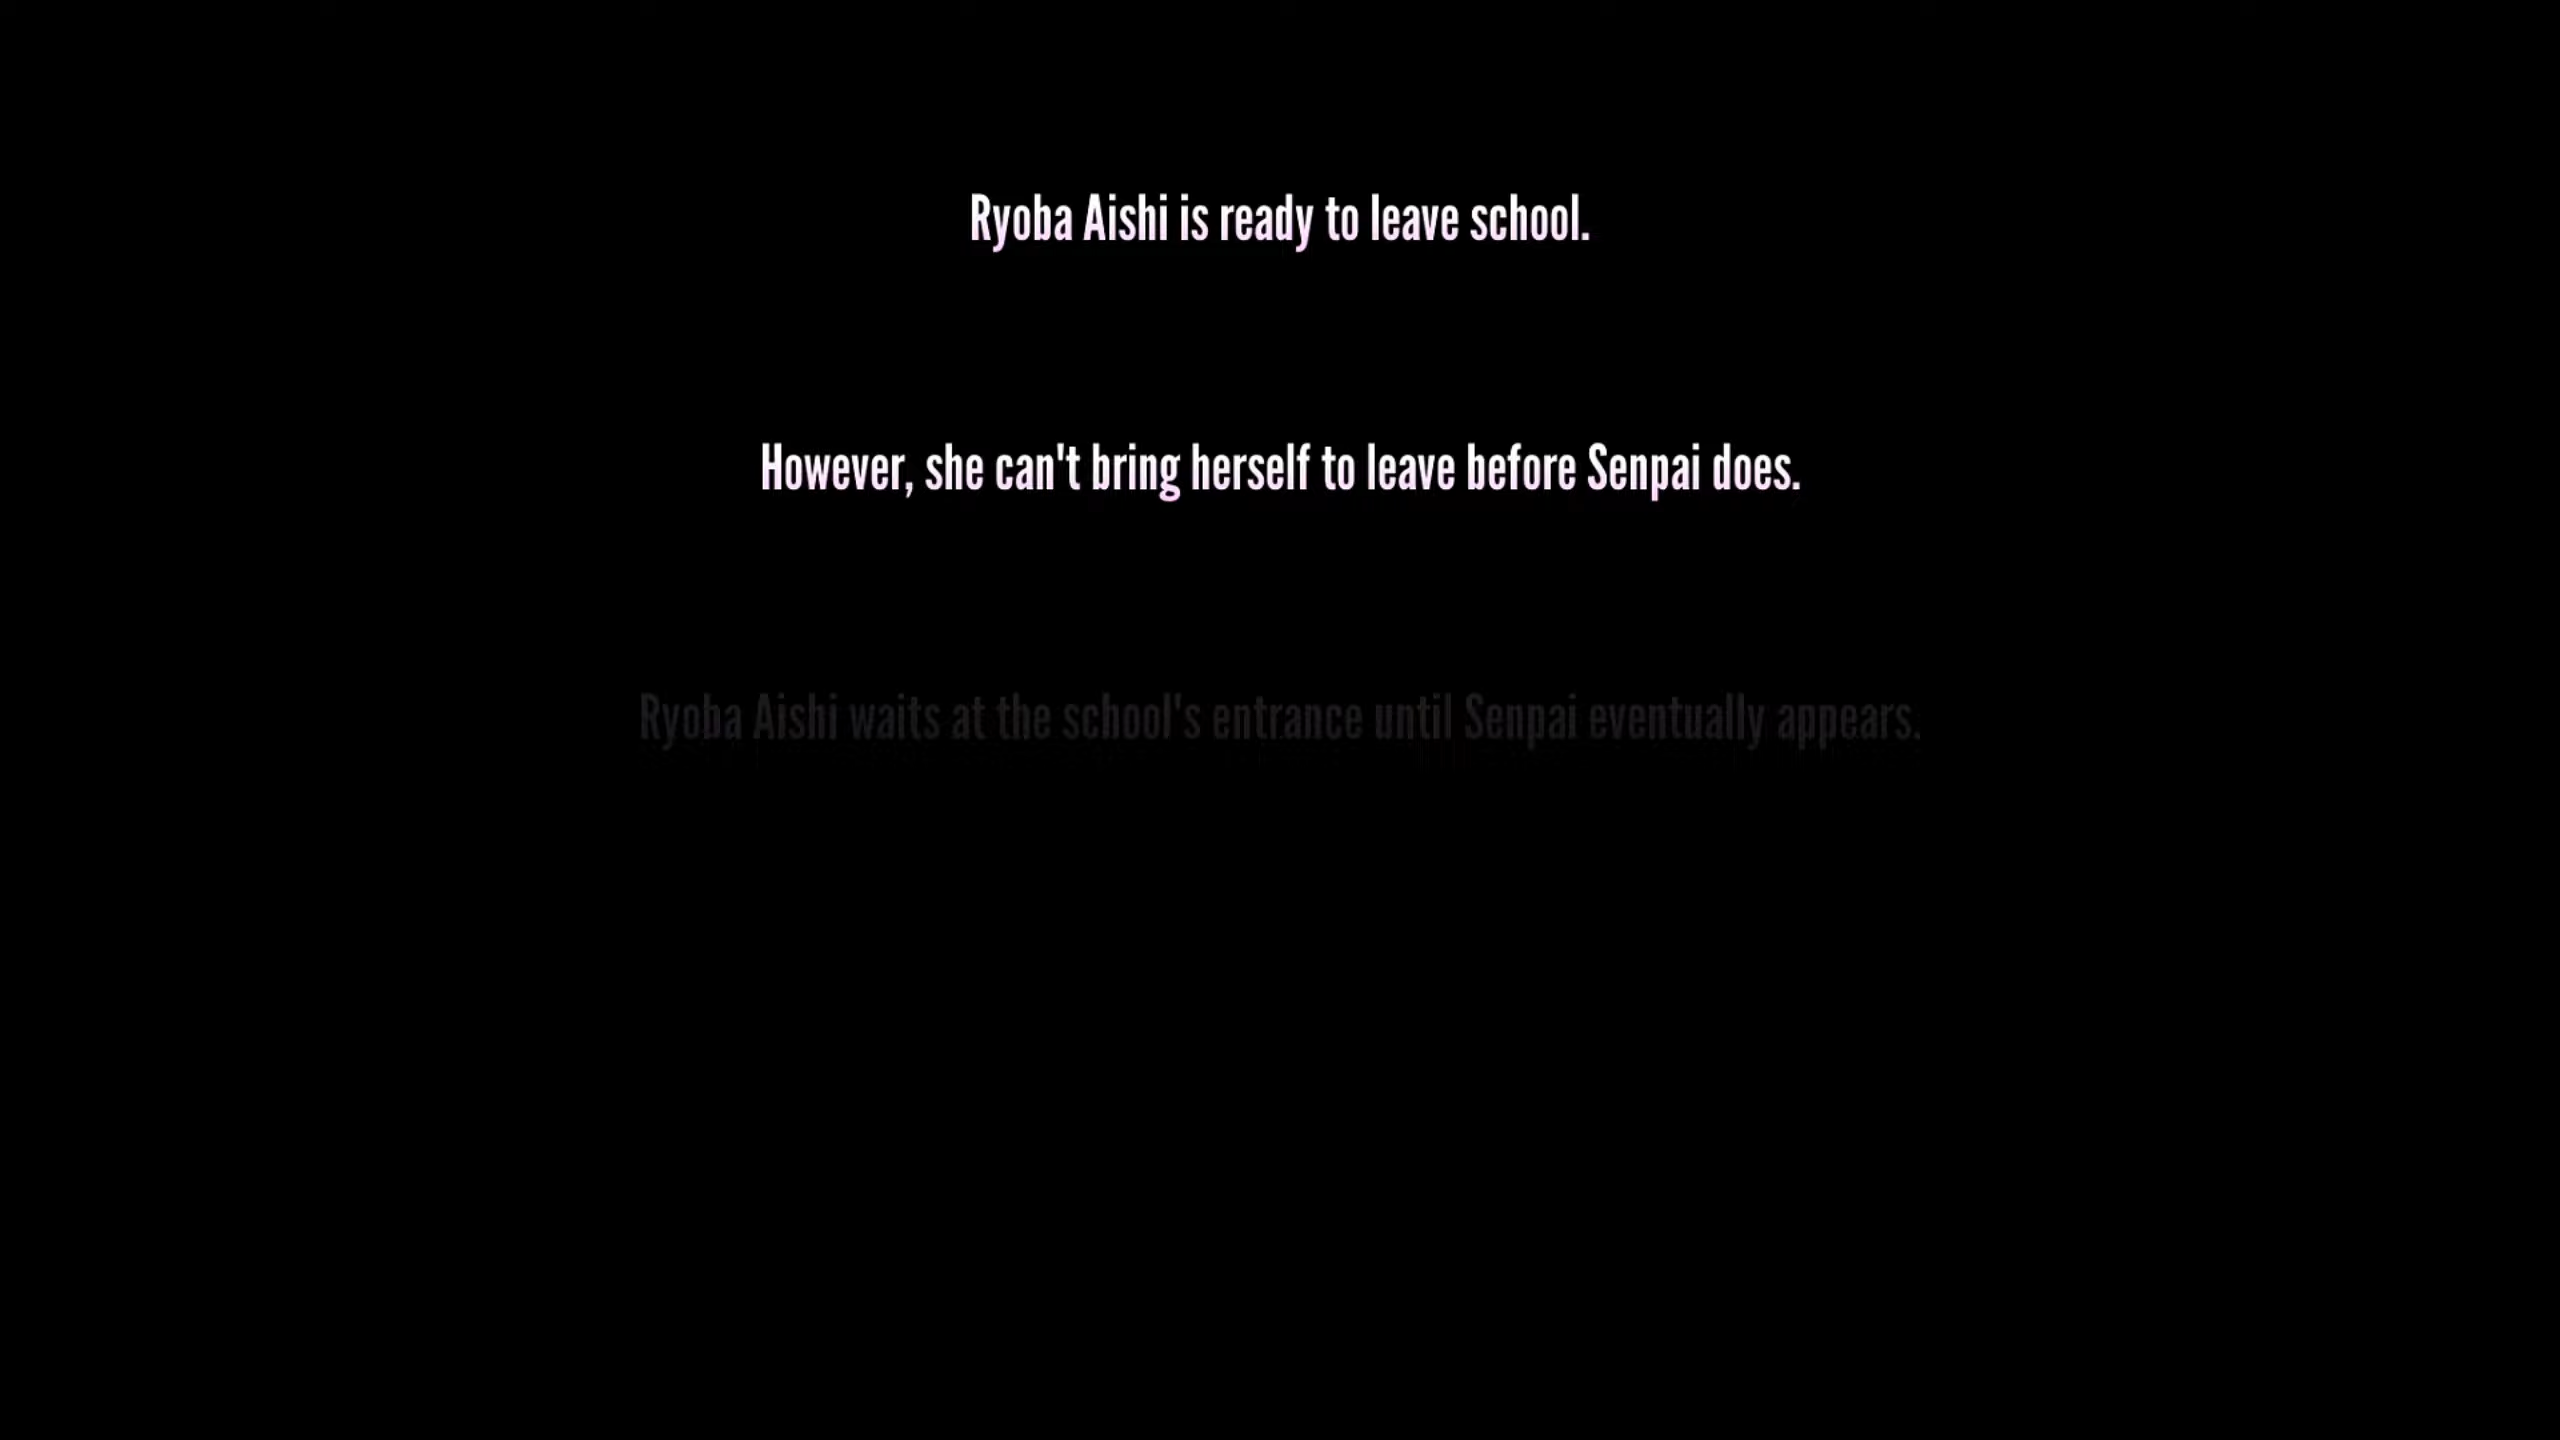 Ryoba Aishi is ready to leave school.
However, she can't bring herself to leave before Senpai does.
Ryoba Aishi waits at the school's entrance until Senpai eventually appears.